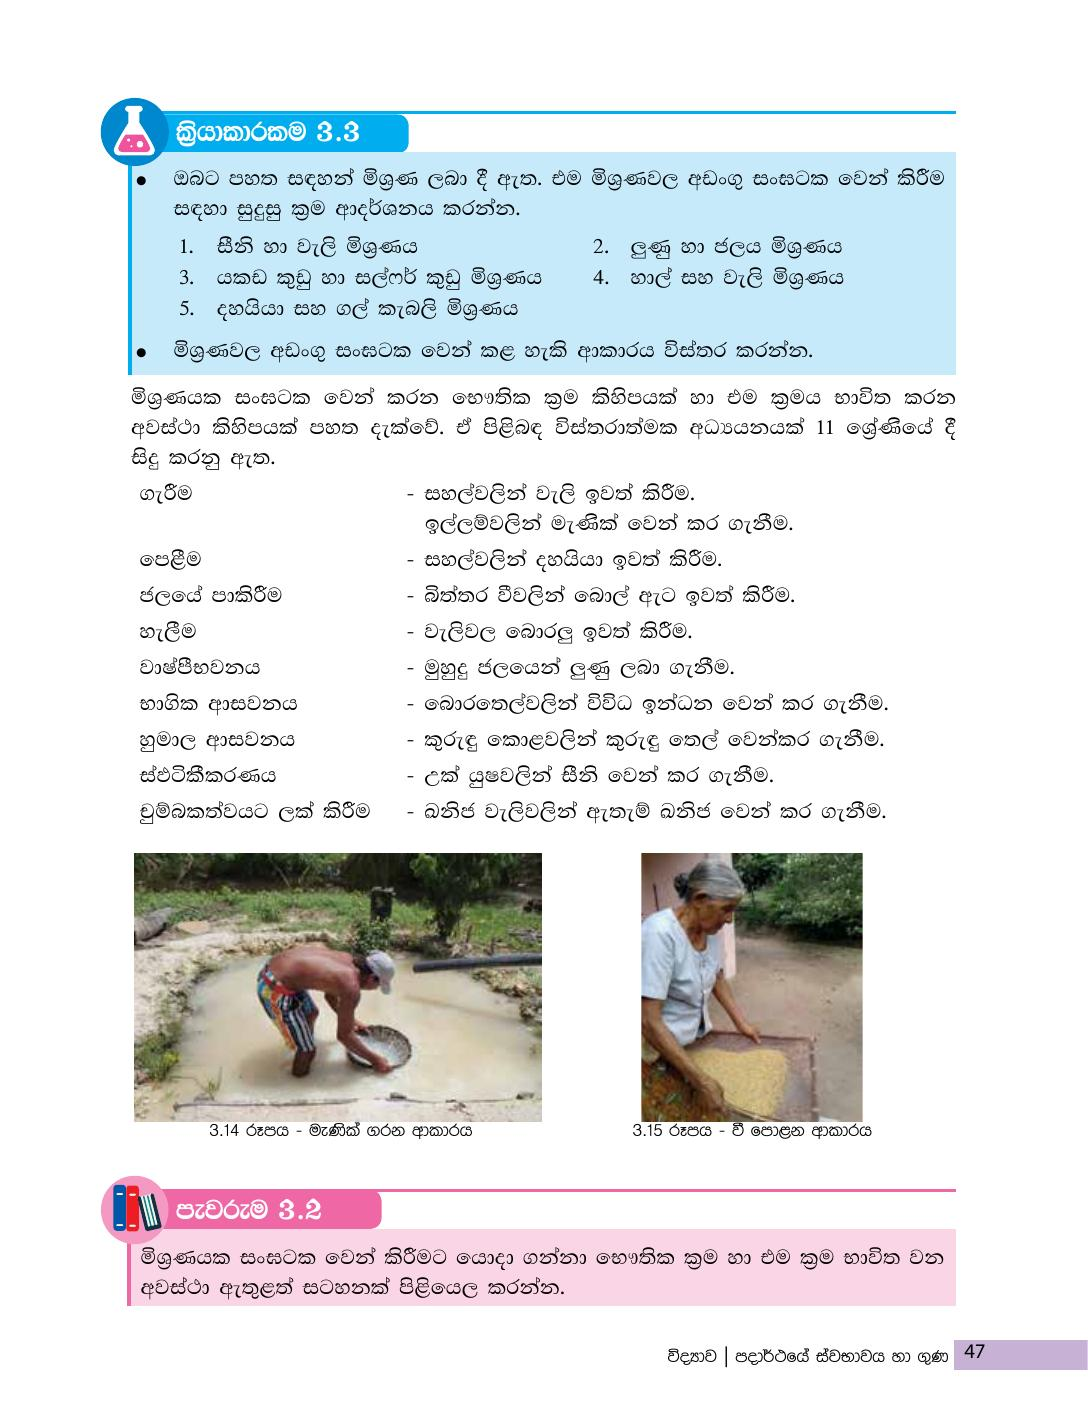 ක්‍රියාකාරකම 3.3
● ඔබට පහත සඳහන් මිශ්‍රණ ලබා දී ඇත. එම මිශ්‍රණවල අඩංගු සංඝටක වෙන් කිරීම
සඳහා සුදුසු ක්‍රම ආදර්ශනය කරන්න.
1. සීනි හා වැලි මිශ්‍රණය 2. ලුණු හා ජලය මිශ්‍රණය
3. යකඩ කුඩු හා සල්ෆර් කුඩු මිශ්‍රණය 4. හාල් සහ වැලි මිශ්‍රණය
5. දහයියා සහ ගල් කැබලි මිශ්‍රණය
● මිශ්‍රණවල අඩංගු සංඝටක වෙන් කළ හැකි ආකාරය විස්තර කරන්න.
මිශ්‍රණයක සංඝටක වෙන් කරන භෞතික ක්‍රම කිහිපයක් හා එම ක්‍රමය භාවිත කරන
අවස්ථා කිහිපයක් පහත දැක්වේ. ඒ පිළිබඳ විස්තරාත්මක අධ්‍යයනයක් 11 ශ්‍රේණියේ දී
සිදු කරනු ඇත.
ගැරීම - සහල්වලින් වැලි ඉවත් කිරීම.
ඉල්ලම්වලින් මැණික් වෙන් කර ගැනීම.
පෙළීම - සහල්වලින් දහයියා ඉවත් කිරීම.
ජලයේ පාකිරීම - බිත්තර වීවලින් බොල් ඇට ඉවත් කිරීම.
හැලීම - වැලිවල බොරලු ඉවත් කිරීම.
වාෂ්පීභවනය - මුහුදු ජලයෙන් ලුණු ලබා ගැනීම.
භාගික ආසවනය - බොරතෙල්වලින් විවිධ ඉන්ධන වෙන් කර ගැනීම.
හුමාල ආසවනය - කුරුඳු කොළවලින් කුරුඳු තෙල් වෙන්කර ගැනීම.
ස්ඵටිකීකරණය - උක් යුෂවලින් සීනි වෙන් කර ගැනීම.
චුම්බකත්වයට ලක් කිරීම - ඛනිජ වැලිවලින් ඇතැම් ඛනිජ වෙන් කර ගැනීම.
3.14 රූපය - මැණික් ගරන ආකාරය 3.15 රූපය - වී පොළන ආකාරය
පැවරුම 3.2
මිශ්‍රණයක සංඝටක වෙන් කිරීමට යොදා ගන්නා භෞතික ක්‍රම හා එම ක්‍රම භාවිත වන
අවස්ථා ඇතුළත් සටහනක් පිළියෙල කරන්න.
විද්‍යාව | පදාර්ථයේ ස්වභාවය හා ගුණ 47